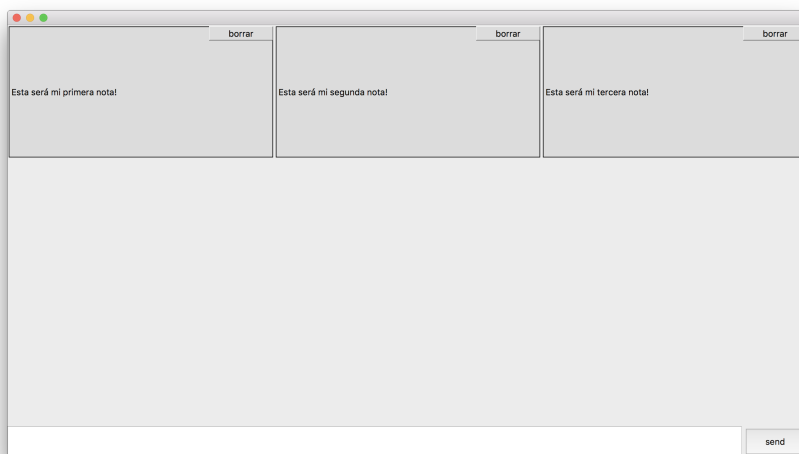 borrar
borrar
borrar
Esta será mi primera nota!
Esta será mi segunda nota!
Esta será mi tercera nota!
send